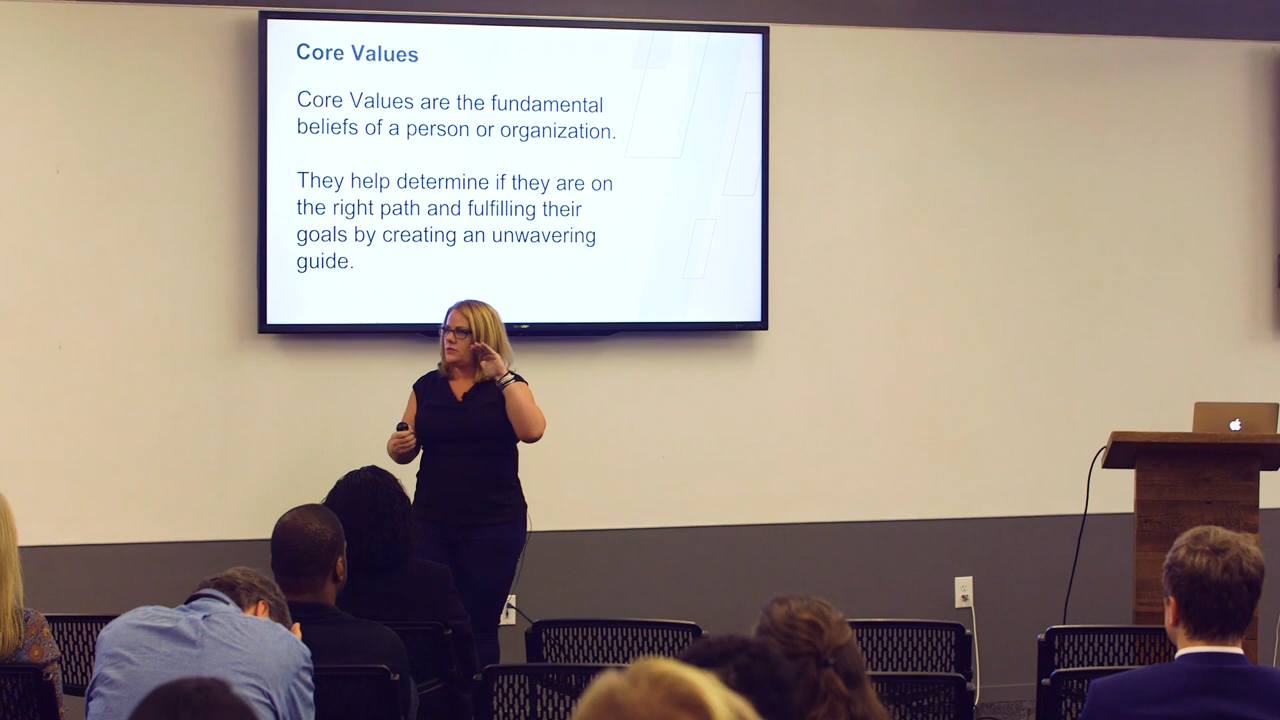 Core Values
Core Values are the fundamental
beliefs of a person or organization.
They help determine if they are on
the right path and fulfilling their
goals by creating an unwavering
guide.